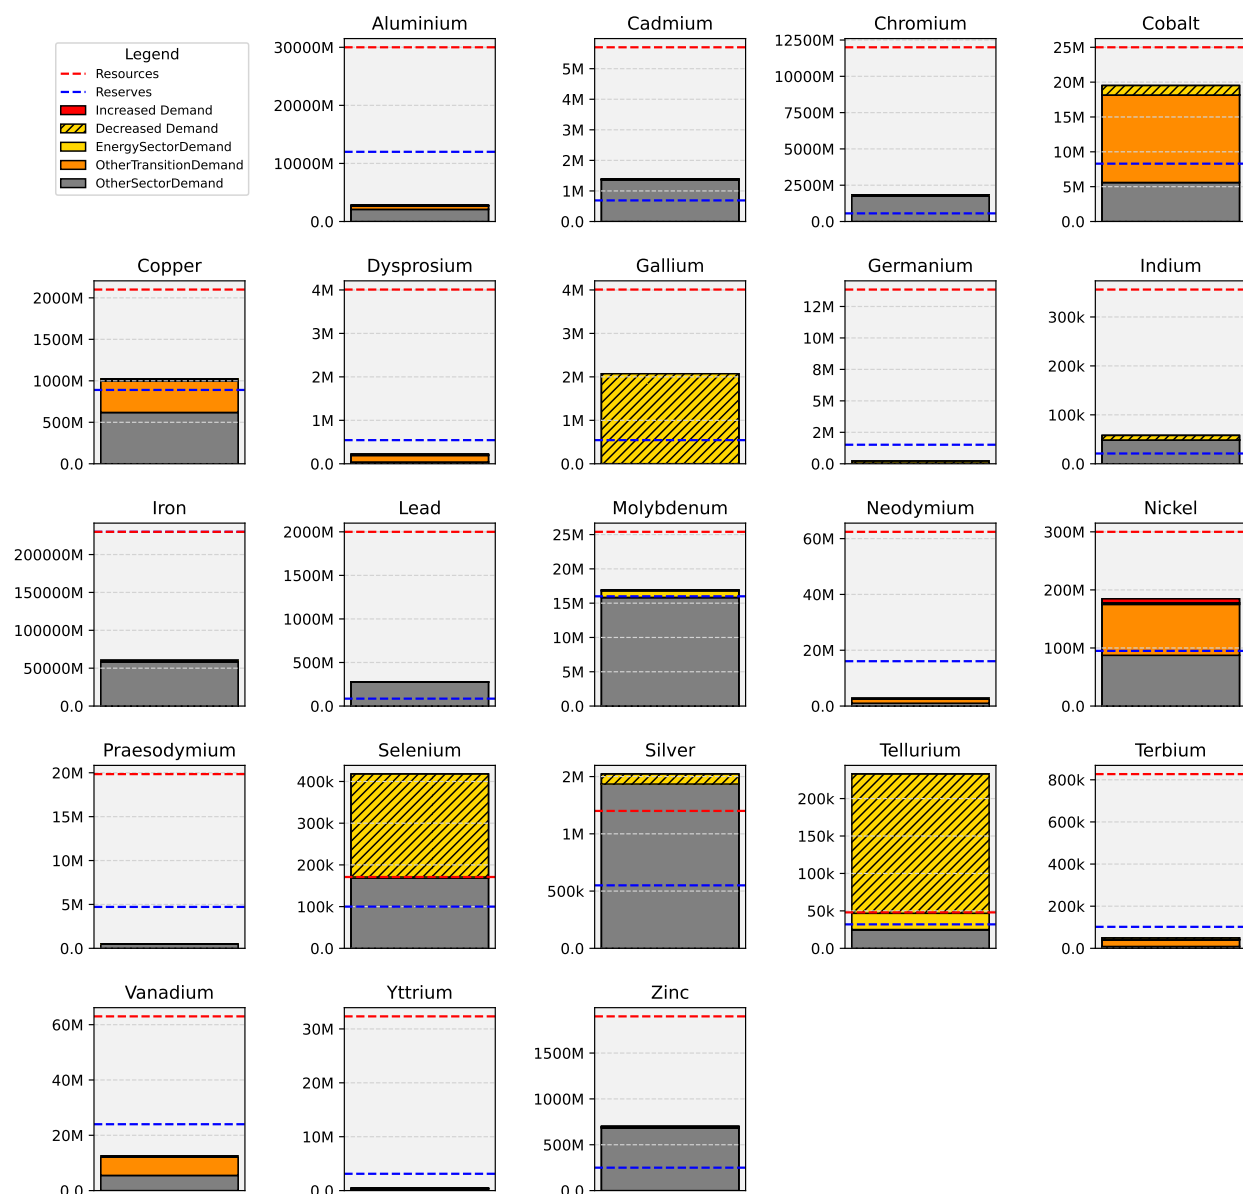 Legend
Resources
Reserves
Increased Demand
Decreased Demand
EnergySectorDemand
OtherTransitionDemand
OtherSectorDemand
Aluminium
30000M
20000M
10000M
0.0
Cadmium
5M
4M
3M
2M
1M
0.0
Chromium
12500M
10000M
7500M
5000M
2500M
0.0
Cobalt
25M
20M
15M
10M
5M
0.0
Copper
2000M
1500M
1000M
500M
0.0
Dysprosium
4M
3M
2M
1M
0.0
Gallium
4M
3M
2M
1M
0.0
Germanium
12M
10M
8M
5M
2M
0.0
Indium
300k
200k
100k
0.0
Iron
200000M
150000M
100000M
50000M
0.0
Lead
2000M
1500M
1000M
500M
0.0
Molybdenum
25M
20M
15M
10M
5M
0.0
Neodymium
60M
40M
20M
0.0
Nickel
300M
200M
100M
0.0
Praesodymium
20M
15M
10M
5M
0.0
Selenium
400k
300k
200k
100k
0.0
Silver
2M
1M
500k
0.0
Tellurium
200k
150k
100k
50k
0.0
Terbium
800k
600k
400k
200k
0.0
Vanadium
60M
40M
20M
0.0
Yttrium
30M
20M
10M
0.0
Zinc
1500M
1000M
500M
0.0